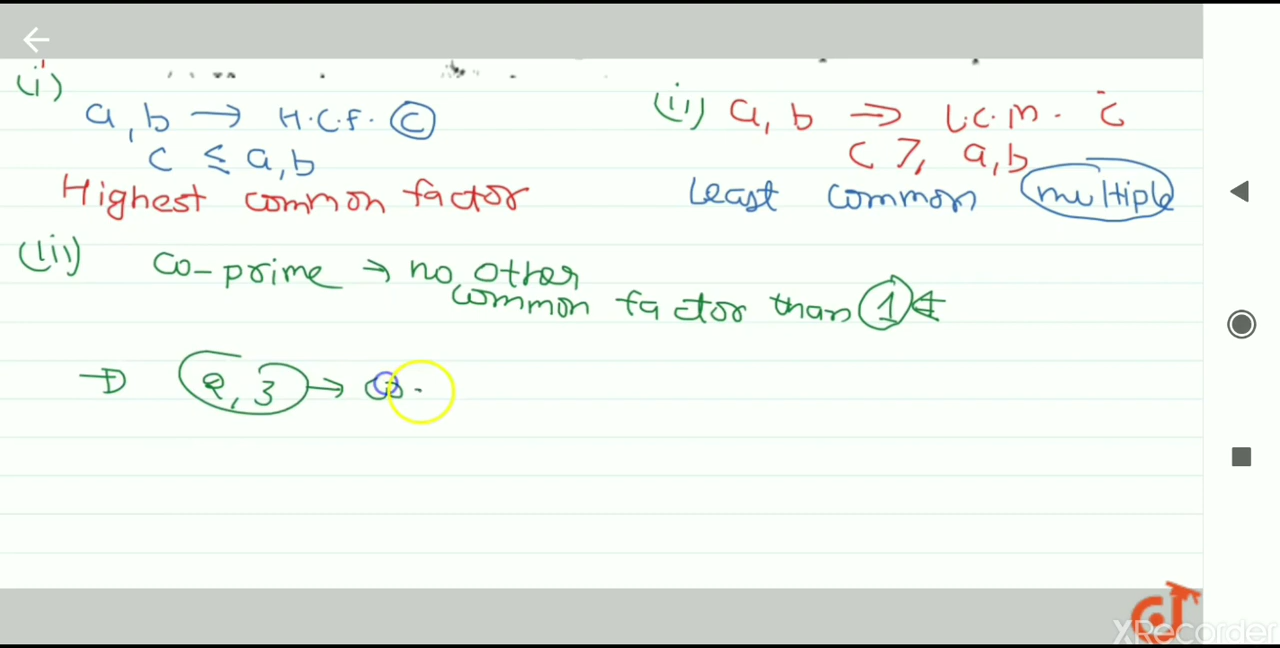 (i)
a, b → H.C.F. C
c ≤ a, b
Highest common factor
(ii) a, b → L.C.M. c
c ⩾ a, b
Least common multiple
(iii) Co-prime → no other
common factor than 1
→ 2, 3 → co-
XRecorder